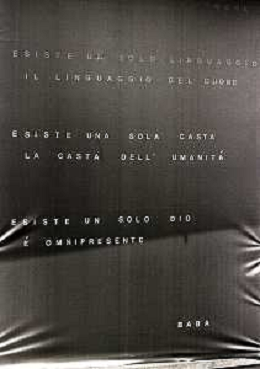 ESISTE UN SOLO LINGUAGGIO
IL LINGUAGGIO DEL CUORE
ESISTE UNA SOLA CASTA
LA CASTA DELL' UMANITÀ
ESISTE UN SOLO DIO
È OMNIPRESENTE
BABA